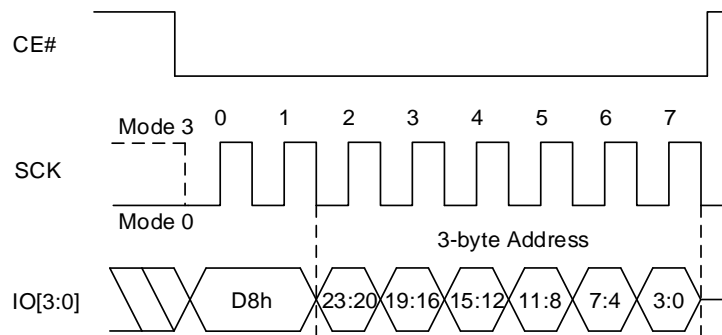 CE#
Mode 3
0 1 2 3 4 5 6 7
SCK
Mode 0
3-byte Address
IO[3:0]
D8h 23:20 19:16 15:12 11:8 7:4 3:0